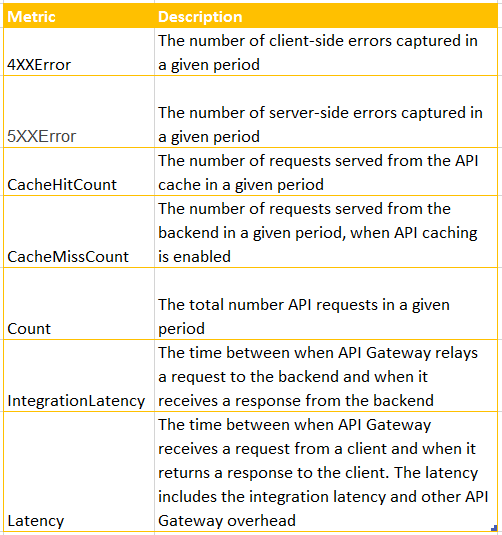 Metric Description
The number of client-side errors captured in
4XXError a given period
The number of server-side errors captured in
5XXError a given period
The number of requests served from the API
CacheHitCount cache in a given period
The number of requests served from the
backend in a given period, when API caching
CacheMissCount is enabled
The total number API requests in a given
Count period
The time between when API Gateway relays
a request to the backend and when it
IntegrationLatency receives a response from the backend
The time between when API Gateway
receives a request from a client and when it
returns a response to the client. The latency
includes the integration latency and other API
Latency Gateway overhead